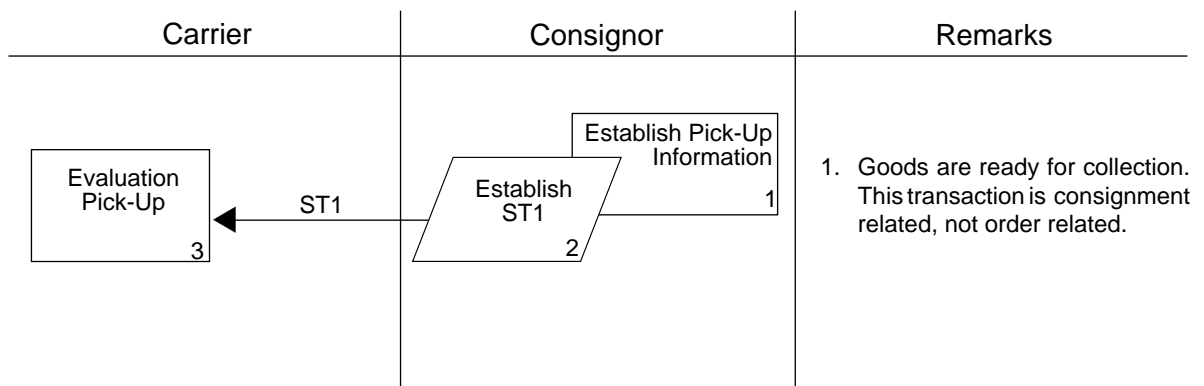 Carrier
Consignor
Remarks
Establish Pick-Up
Information
1
Establish
ST1
2
ST1
Evaluation
Pick-Up
3
1. Goods are ready for collection.
This transaction is consignment
related, not order related.